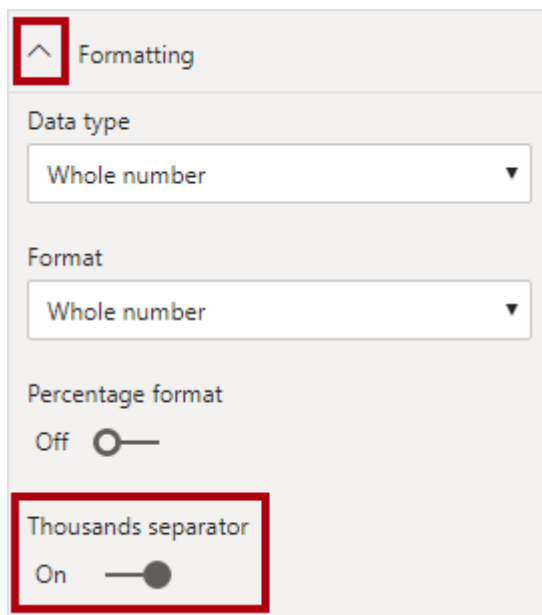 Formatting
Data type
Whole number
Format
Whole number
Percentage format
Off
Thousands separator
On